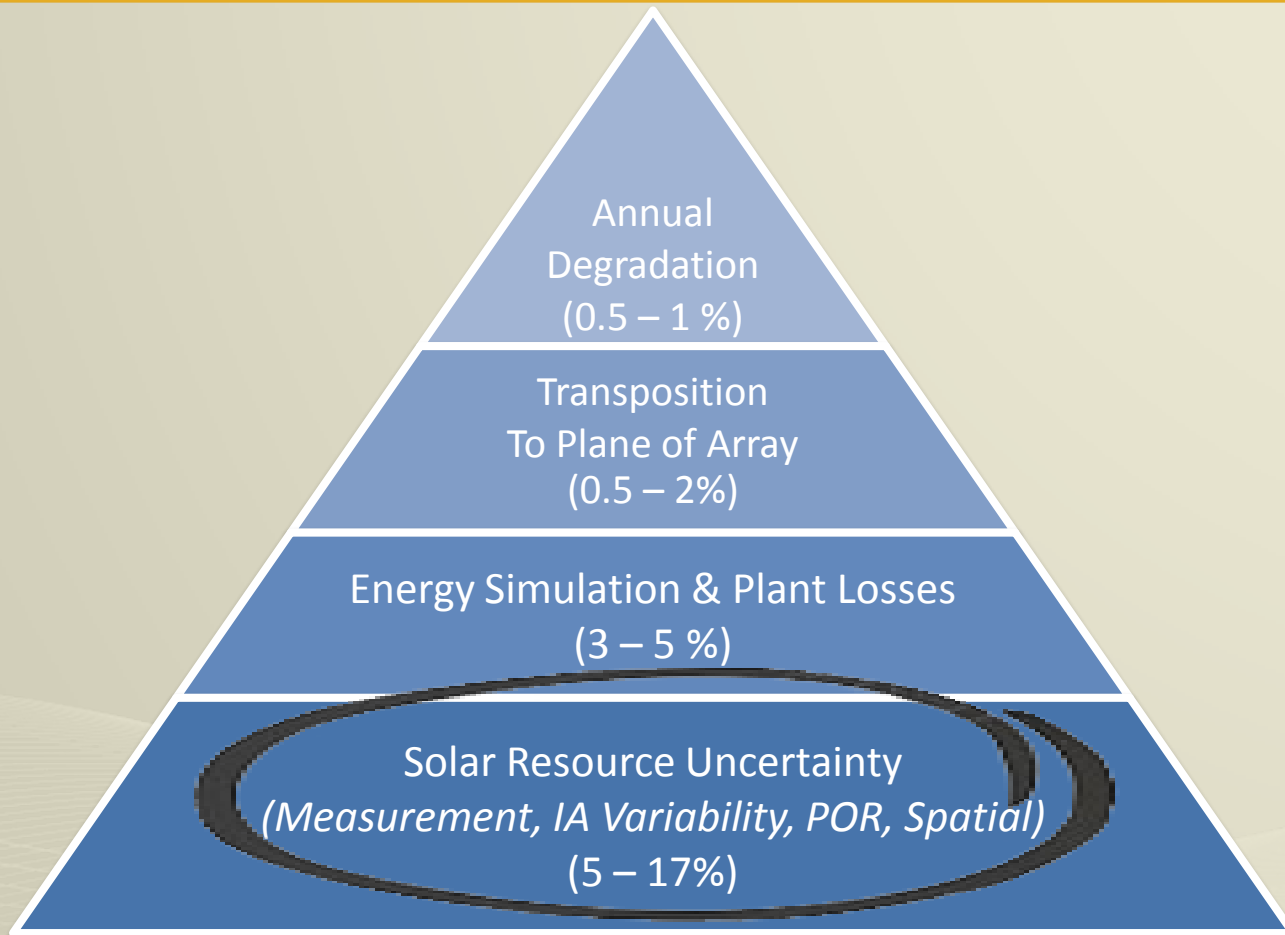 Annual
Degradation
(0.5 – 1 %)
Transposition
To Plane of Array
(0.5 – 2%)
Energy Simulation & Plant Losses
(3 – 5 %)
Solar Resource Uncertainty
(Measurement, IA Variability, POR, Spatial)
(5 – 17%)